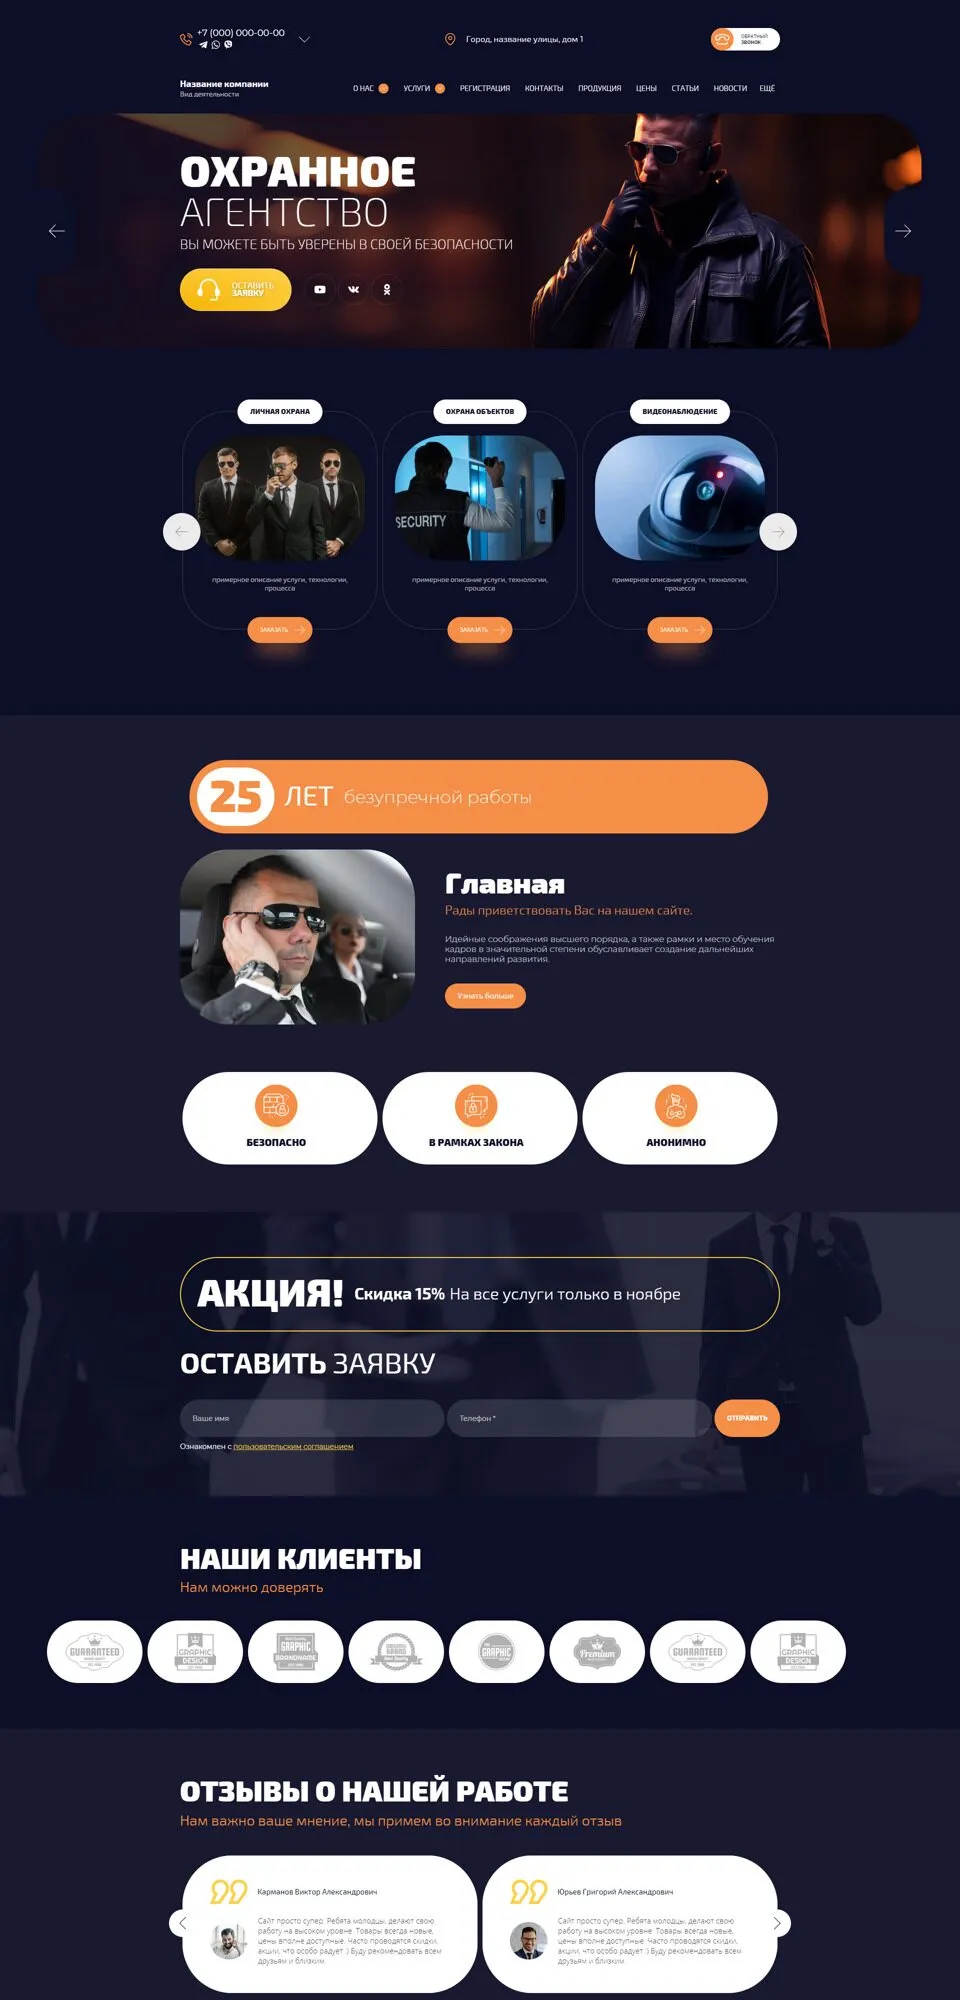 +7 (000) 000-00-00
Город, название улицы, дом 1
ОБРАТНЫЙ
ЗВОНОК
Название компании
Вид деятельности
О НАС УСЛУГИ РЕГИСТРАЦИЯ КОНТАКТЫ ПРОДУКЦИЯ ЦЕНЫ СТАТЬИ НОВОСТИ ЕЩЁ
ОХРАННОЕ
АГЕНТСТВО
ВЫ МОЖЕТЕ БЫТЬ УВЕРЕНЫ В СВОЕЙ БЕЗОПАСНОСТИ
ОСТАВИТЬ
ЗАЯВКУ
ЛИЧНАЯ ОХРАНА
ОХРАНА ОБЪЕКТОВ
ВИДЕОНАБЛЮДЕНИЕ
SECURITY
примерное описание услуги, технологии,
процесса
примерное описание услуги, технологии,
процесса
примерное описание услуги, технологии,
процесса
ЗАКАЗАТЬ
ЗАКАЗАТЬ
ЗАКАЗАТЬ
25 ЛЕТ безупречной работы
Главная
Рады приветствовать Вас на нашем сайте.
Идейные соображения высшего порядка, а также рамки и место обучения
кадров в значительной степени обуславливает создание дальнейших
направлений развития.
Узнать больше
БЕЗОПАСНО
В РАМКАХ ЗАКОНА
АНОНИМНО
АКЦИЯ! Скидка 15% На все услуги только в ноябре
ОСТАВИТЬ ЗАЯВКУ
Ваше имя
Телефон *
ОТПРАВИТЬ
Ознакомлен с пользовательским соглашением
НАШИ КЛИЕНТЫ
Нам можно доверять
GUARANTEED
GRAPHIC
DESIGN
GRAPHIC
BRANDNAME
GRAPHIC
Premium
GUARANTEED
GRAPHIC
DESIGN
ОТЗЫВЫ О НАШЕЙ РАБОТЕ
Нам важно ваше мнение, мы примем во внимание каждый отзыв
Карманов Виктор Александрович
Сайт просто супер. Ребята молодцы, делают свою
работу на высоком уровне. Товары всегда новые,
цены вполне доступные. Часто проводятся скидки,
акции, что особо радует :) Буду рекомендовать всем
друзьям и близким.
Юрьев Григорий Александрович
Сайт просто супер. Ребята молодцы, делают свою
работу на высоком уровне. Товары всегда новые,
цены вполне доступные. Часто проводятся скидки,
акции, что особо радует :) Буду рекомендовать всем
друзьям и близким.